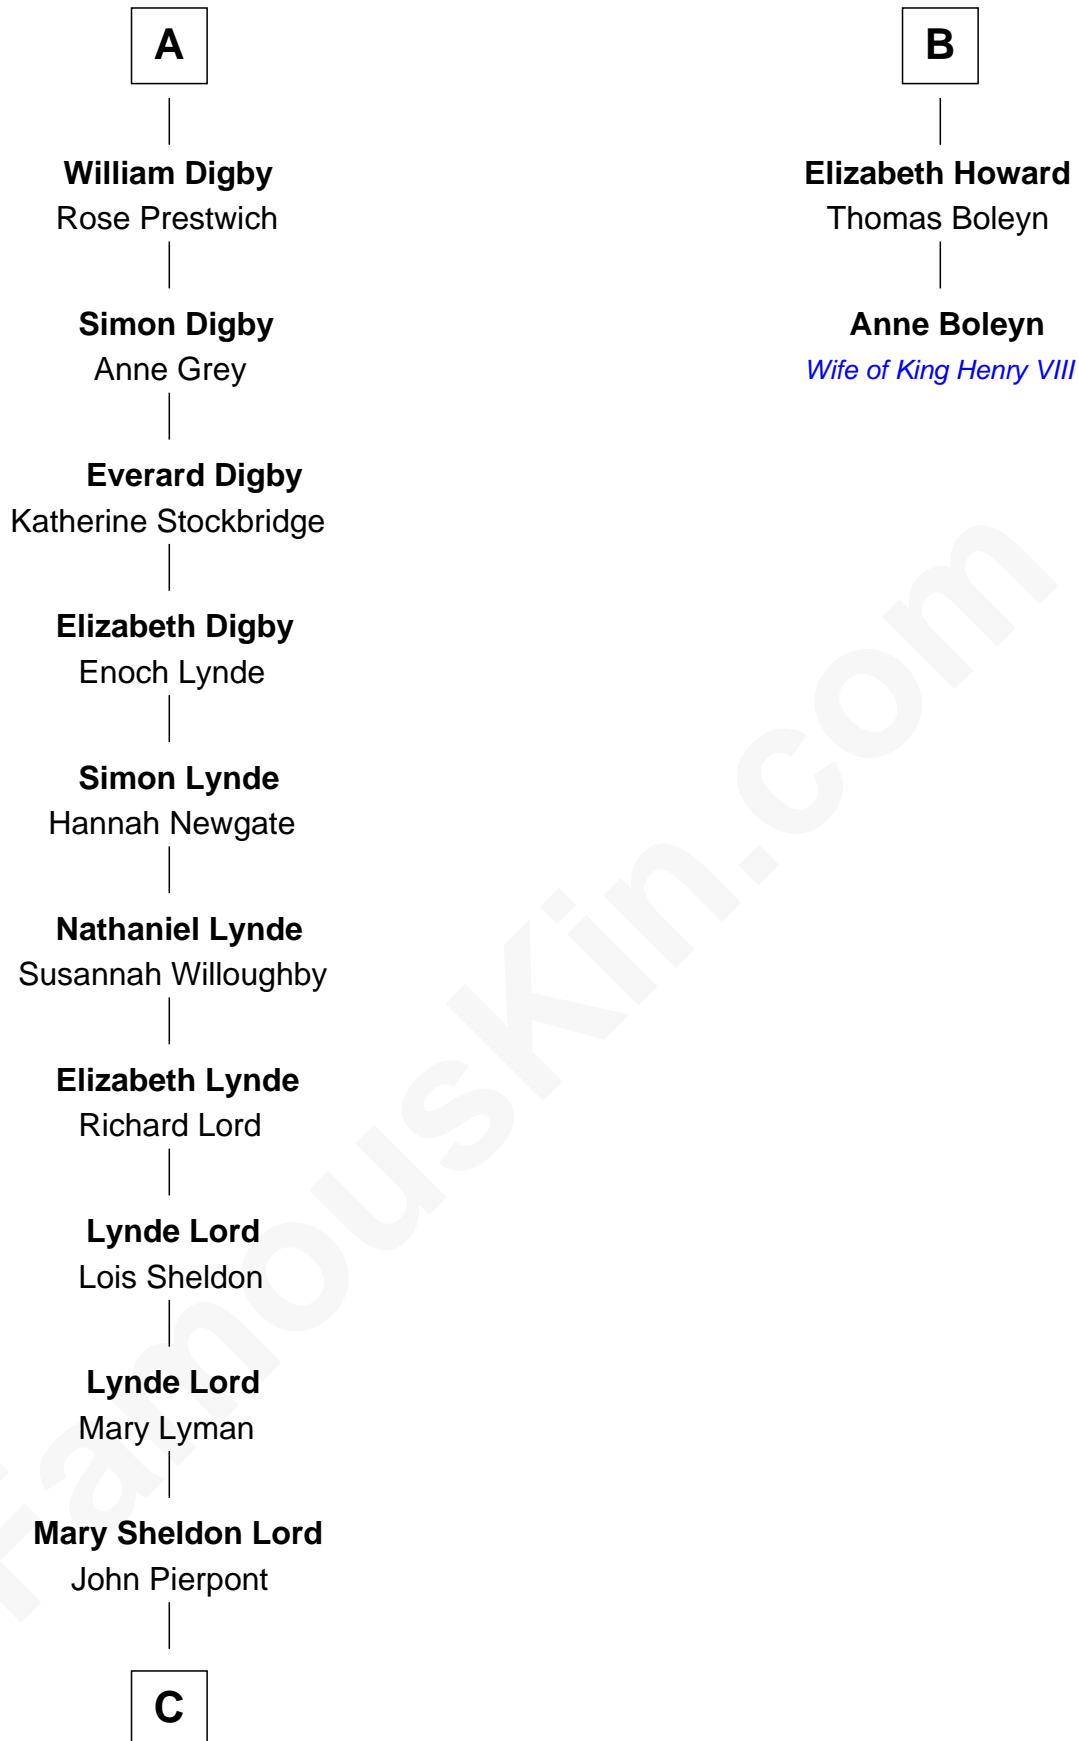 A
William Digby
Rose Prestwich
Simon Digby
Anne Grey
Everard Digby
Katherine Stockbridge
Elizabeth Digby
Enoch Lynde
Simon Lynde
Hannah Newgate
Nathaniel Lynde
Susannah Willoughby
Elizabeth Lynde
Richard Lord
Lynde Lord
Lois Sheldon
Lynde Lord
Mary Lyman
Mary Sheldon Lord
John Pierpont
C
B
Elizabeth Howard
Thomas Boleyn
Anne Boleyn
Wife of King Henry VIII
FamousKin.com